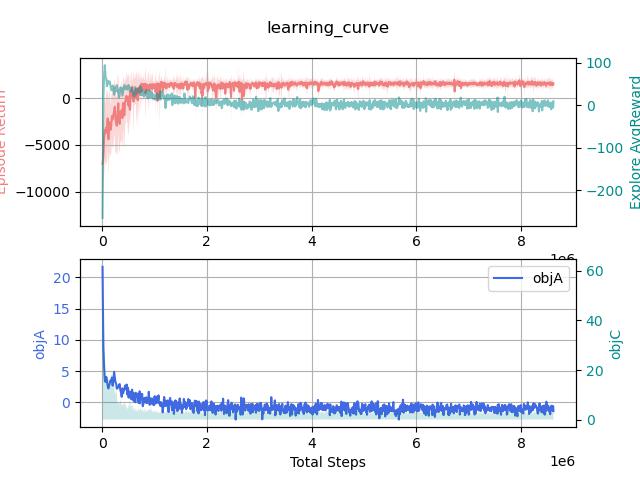 learning_curve
Episode Return
0
−5000
−10000
100
0
−100
−200
Explore AvgReward
0 2 4 6 8
1e6
objA
20
15
10
5
0
objA
60
40
20
0
objC
0 2 4 6 8
Total Steps
1e6